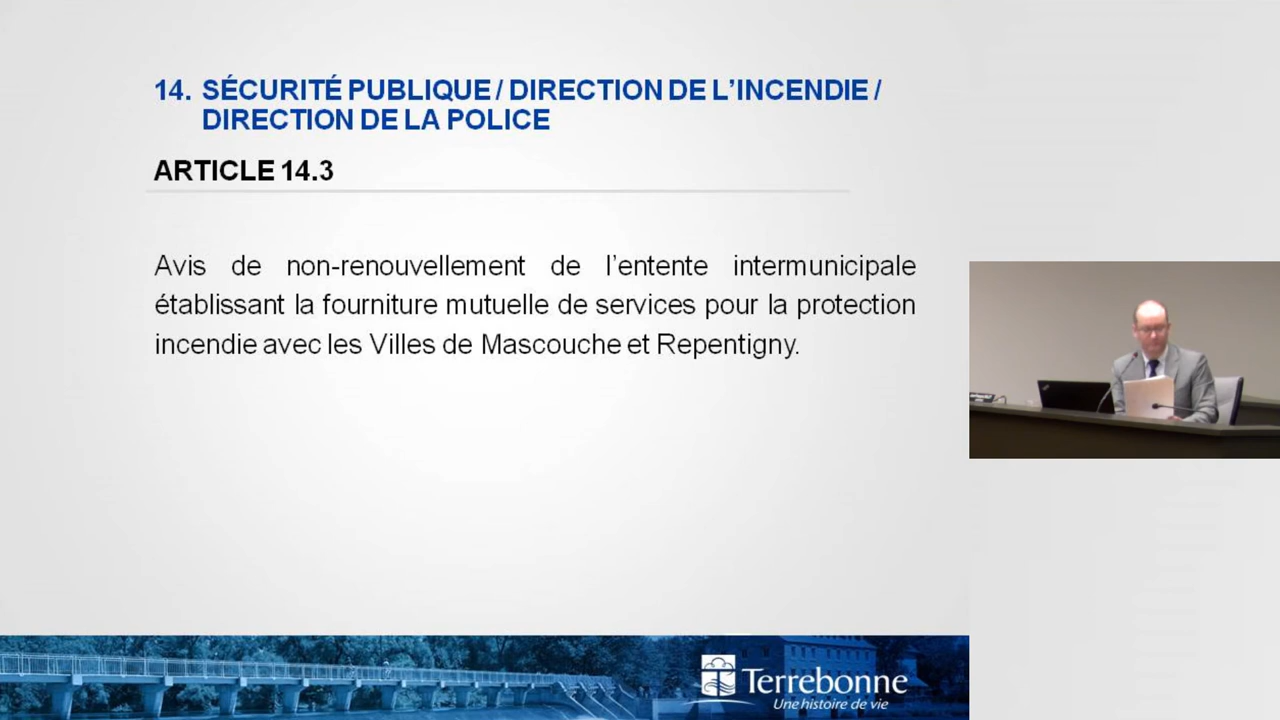 14. SÉCURITÉ PUBLIQUE / DIRECTION DE L’INCENDIE /
DIRECTION DE LA POLICE
ARTICLE 14.3
Avis de non-renouvellement de l’entente intermunicipale
établissant la fourniture mutuelle de services pour la protection
incendie avec les Villes de Mascouche et Repentigny.
Terrebonne
Une histoire de vie